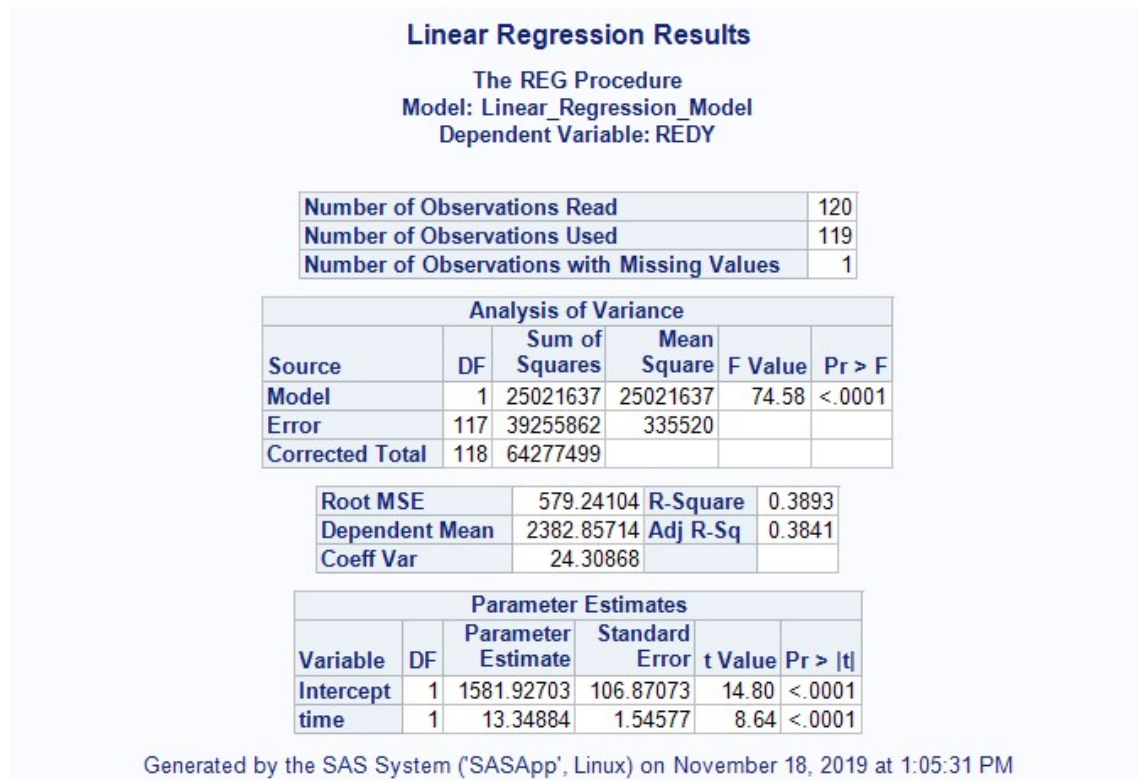 Linear Regression Results
The REG Procedure
Model: Linear_Regression_Model
Dependent Variable: REDY
Number of Observations Read 120
Number of Observations Used 119
Number of Observations with Missing Values 1
Analysis of Variance
Source DF Sum of Squares Mean Square F Value Pr > F
Model 1 25021637 25021637 74.58 <.0001
Error 117 39255862 335520
Corrected Total 118 64277499
Root MSE 579.24104 R-Square 0.3893
Dependent Mean 2382.85714 Adj R-Sq 0.3841
Coeff Var 24.30868
Parameter Estimates
Variable DF Parameter Estimate Standard Error t Value Pr > |t|
Intercept 1 1581.92703 106.87073 14.80 <.0001
time 1 13.34884 1.54577 8.64 <.0001
Generated by the SAS System ('SASApp', Linux) on November 18, 2019 at 1:05:31 PM